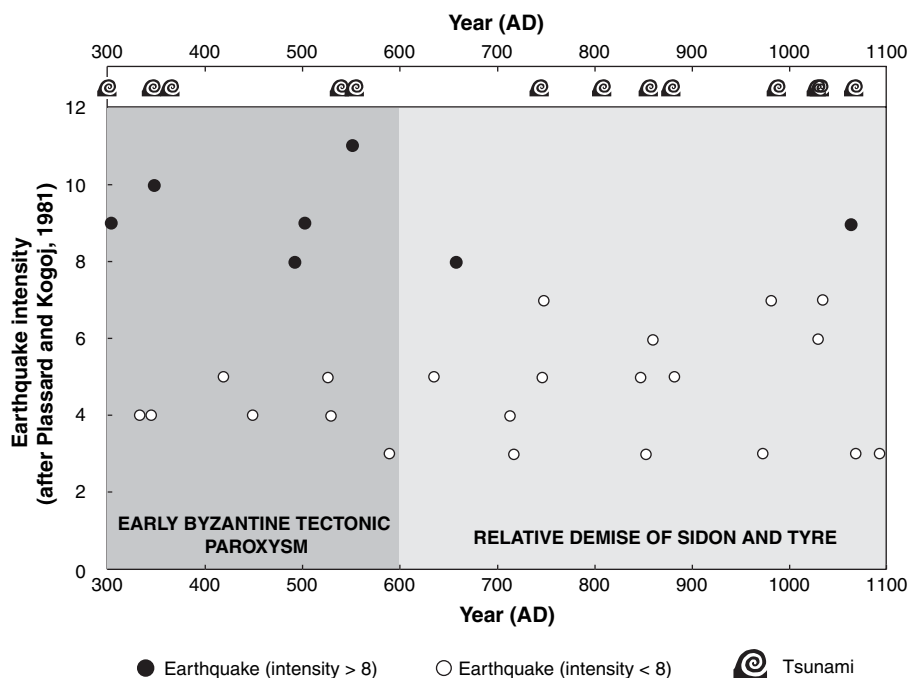 Year (AD)
300 400 500 600 700 800 900 1000 1100
12
10
8
6
4
2
0
Earthquake intensity
(after Plassard and Kogoj, 1981)
EARLY BYZANTINE TECTONIC
PAROXYSM
RELATIVE DEMISE OF SIDON AND TYRE
300 400 500 600 700 800 900 1000 1100
Year (AD)
Earthquake (intensity > 8) Earthquake (intensity < 8) Tsunami